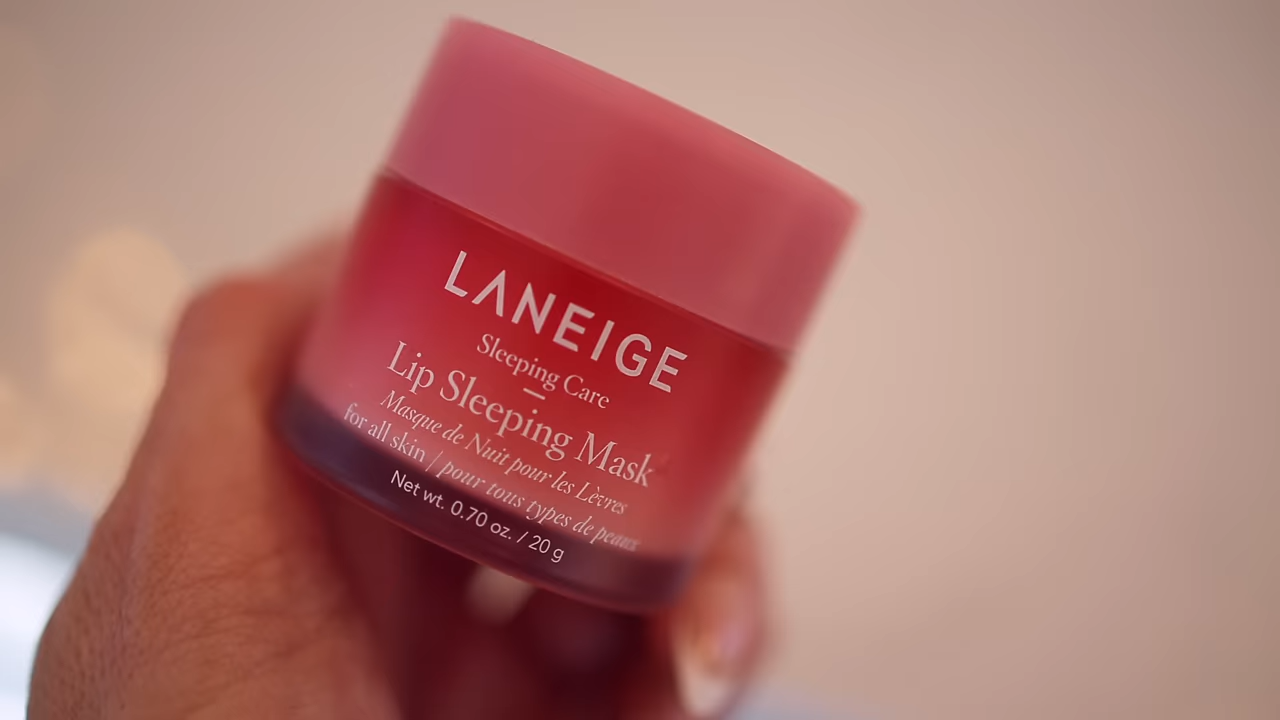 LANEIGE
Sleeping Care
Lip Sleeping Mask
Masque de Nuit pour les Lèvres
for all skin / pour tous types de peaux
Net wt. 0.70 oz. / 20 g